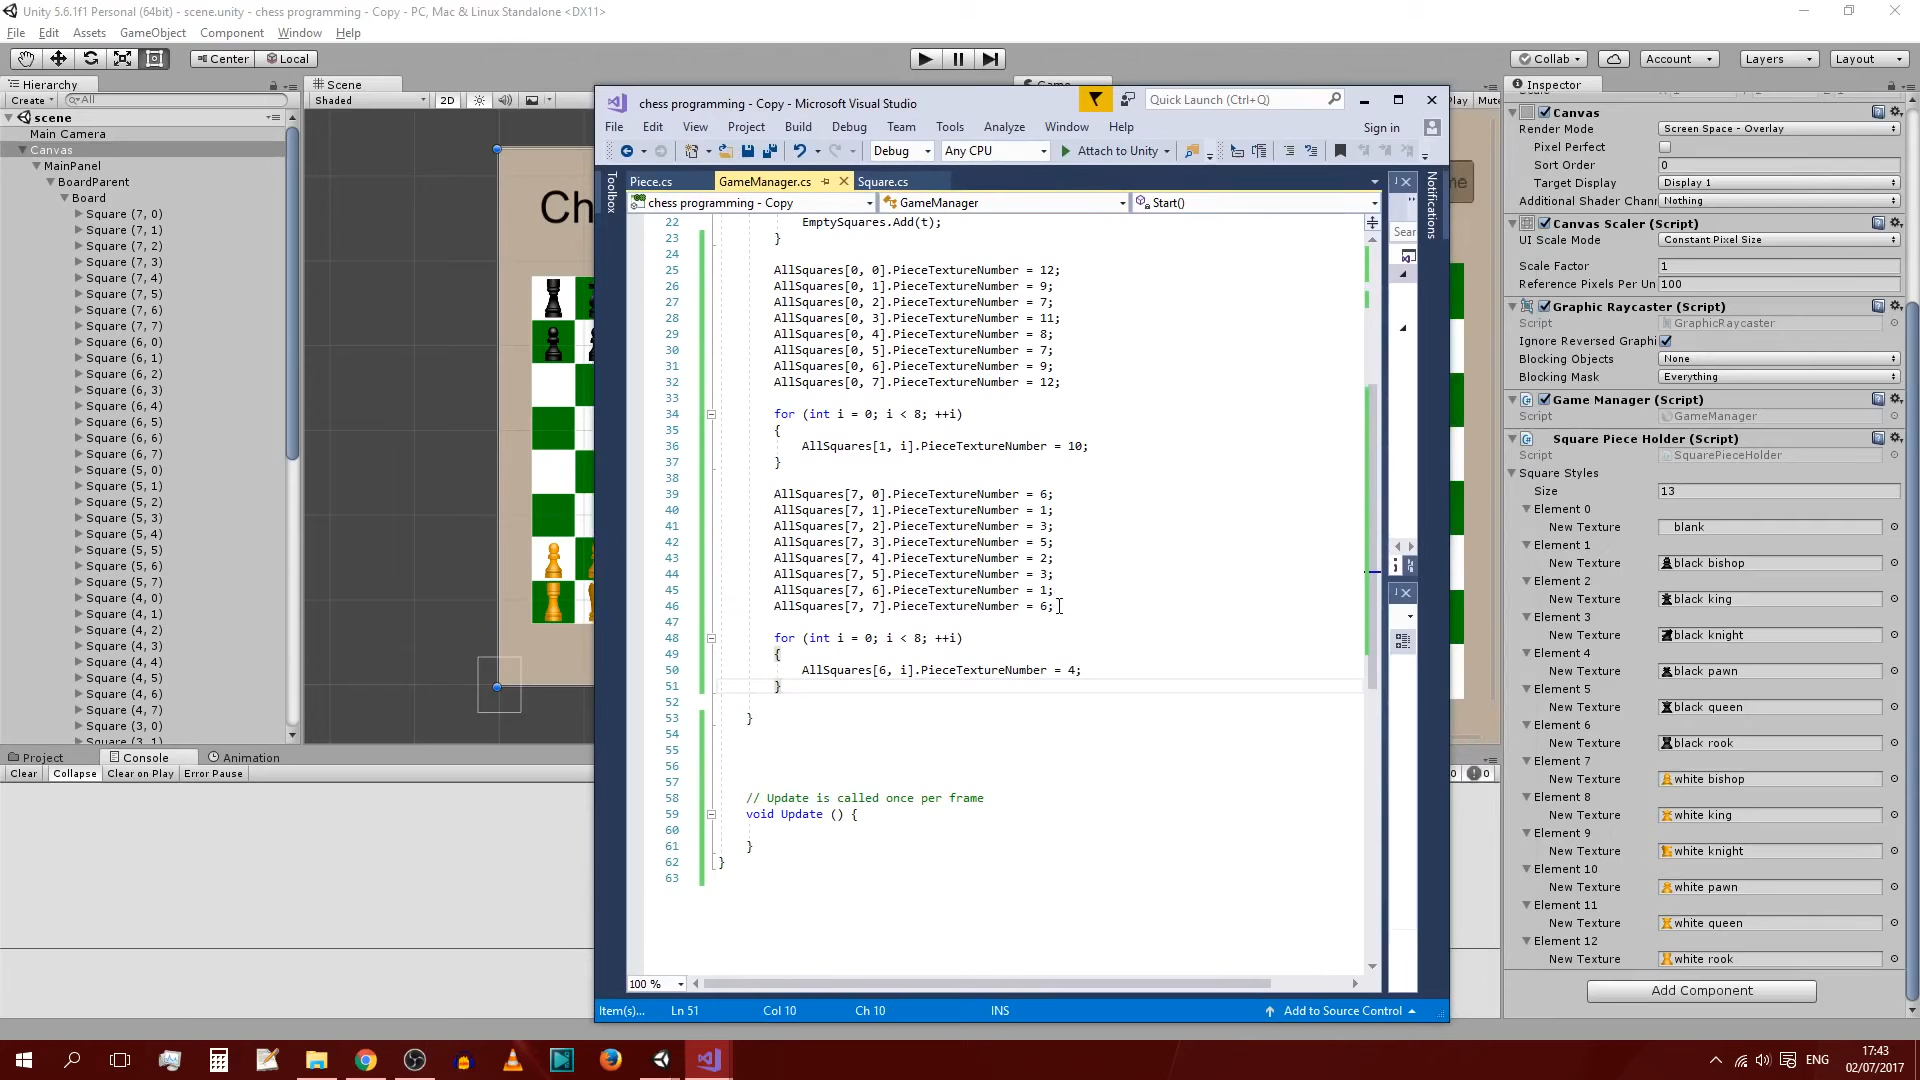 Unity 5.6.1f1 Personal (64bit) - scene.unity - chess programming - Copy - PC, Mac & Linux Standalone <DX11>
File Edit Assets GameObject Component Window Help
Center Local
Collab Account Layers Layout
Hierarchy
Create All
scene
Main Camera
Canvas
MainPanel
BoardParent
Board
Square (7, 0)
Square (7, 1)
Square (7, 2)
Square (7, 3)
Square (7, 4)
Square (7, 5)
Square (7, 6)
Square (7, 7)
Square (6, 0)
Square (6, 1)
Square (6, 2)
Square (6, 3)
Square (6, 4)
Square (6, 5)
Square (6, 6)
Square (6, 7)
Square (5, 0)
Square (5, 1)
Square (5, 2)
Square (5, 3)
Square (5, 4)
Square (5, 5)
Square (5, 6)
Square (5, 7)
Square (4, 0)
Square (4, 1)
Square (4, 2)
Square (4, 3)
Square (4, 4)
Square (4, 5)
Square (4, 6)
Square (4, 7)
Square (3, 0)
Square (3, 1)
Scene
Shaded 2D
Ch
Project Console Animation
Clear Collapse Clear on Play Error Pause
chess programming - Copy - Microsoft Visual Studio
Quick Launch (Ctrl+Q)
File Edit View Project Build Debug Team Tools Analyze Window Help Sign in
Debug Any CPU Attach to Unity
Toolbox
Piece.cs GameManager.cs Square.cs
chess programming - Copy GameManager Start()
Notifications
Sear
22 EmptySquares.Add(t);
23 }
24
25 AllSquares[0, 0].PieceTextureNumber = 12;
26 AllSquares[0, 1].PieceTextureNumber = 9;
27 AllSquares[0, 2].PieceTextureNumber = 7;
28 AllSquares[0, 3].PieceTextureNumber = 11;
29 AllSquares[0, 4].PieceTextureNumber = 8;
30 AllSquares[0, 5].PieceTextureNumber = 7;
31 AllSquares[0, 6].PieceTextureNumber = 9;
32 AllSquares[0, 7].PieceTextureNumber = 12;
33
34 for (int i = 0; i < 8; ++i)
35 {
36 AllSquares[1, i].PieceTextureNumber = 10;
37 }
38
39 AllSquares[7, 0].PieceTextureNumber = 6;
40 AllSquares[7, 1].PieceTextureNumber = 1;
41 AllSquares[7, 2].PieceTextureNumber = 3;
42 AllSquares[7, 3].PieceTextureNumber = 5;
43 AllSquares[7, 4].PieceTextureNumber = 2;
44 AllSquares[7, 5].PieceTextureNumber = 3;
45 AllSquares[7, 6].PieceTextureNumber = 1;
46 AllSquares[7, 7].PieceTextureNumber = 6;
47
48 for (int i = 0; i < 8; ++i)
49 {
50 AllSquares[6, i].PieceTextureNumber = 4;
51 }
52
53 }
54
55
56
57
58 // Update is called once per frame
59 void Update () {
60
61 }
62 }
63
100 %
Item(s)... Ln 51 Col 10 Ch 10 INS Add to Source Control
Inspector
Canvas
Render Mode Screen Space - Overlay
Pixel Perfect
Sort Order 0
Target Display Display 1
Additional Shader Chann Nothing
Canvas Scaler (Script)
UI Scale Mode Constant Pixel Size
Scale Factor 1
Reference Pixels Per Un 100
Graphic Raycaster (Script)
Script GraphicRaycaster
Ignore Reversed Graphi
Blocking Objects None
Blocking Mask Everything
Game Manager (Script)
Script GameManager
Square Piece Holder (Script)
Script SquarePieceHolder
Square Styles
Size 13
Element 0
New Texture blank
Element 1
New Texture black bishop
Element 2
New Texture black king
Element 3
New Texture black knight
Element 4
New Texture black pawn
Element 5
New Texture black queen
Element 6
New Texture black rook
Element 7
New Texture white bishop
Element 8
New Texture white king
Element 9
New Texture white knight
Element 10
New Texture white pawn
Element 11
New Texture white queen
Element 12
New Texture white rook
Add Component
ENG
17:43
02/07/2017